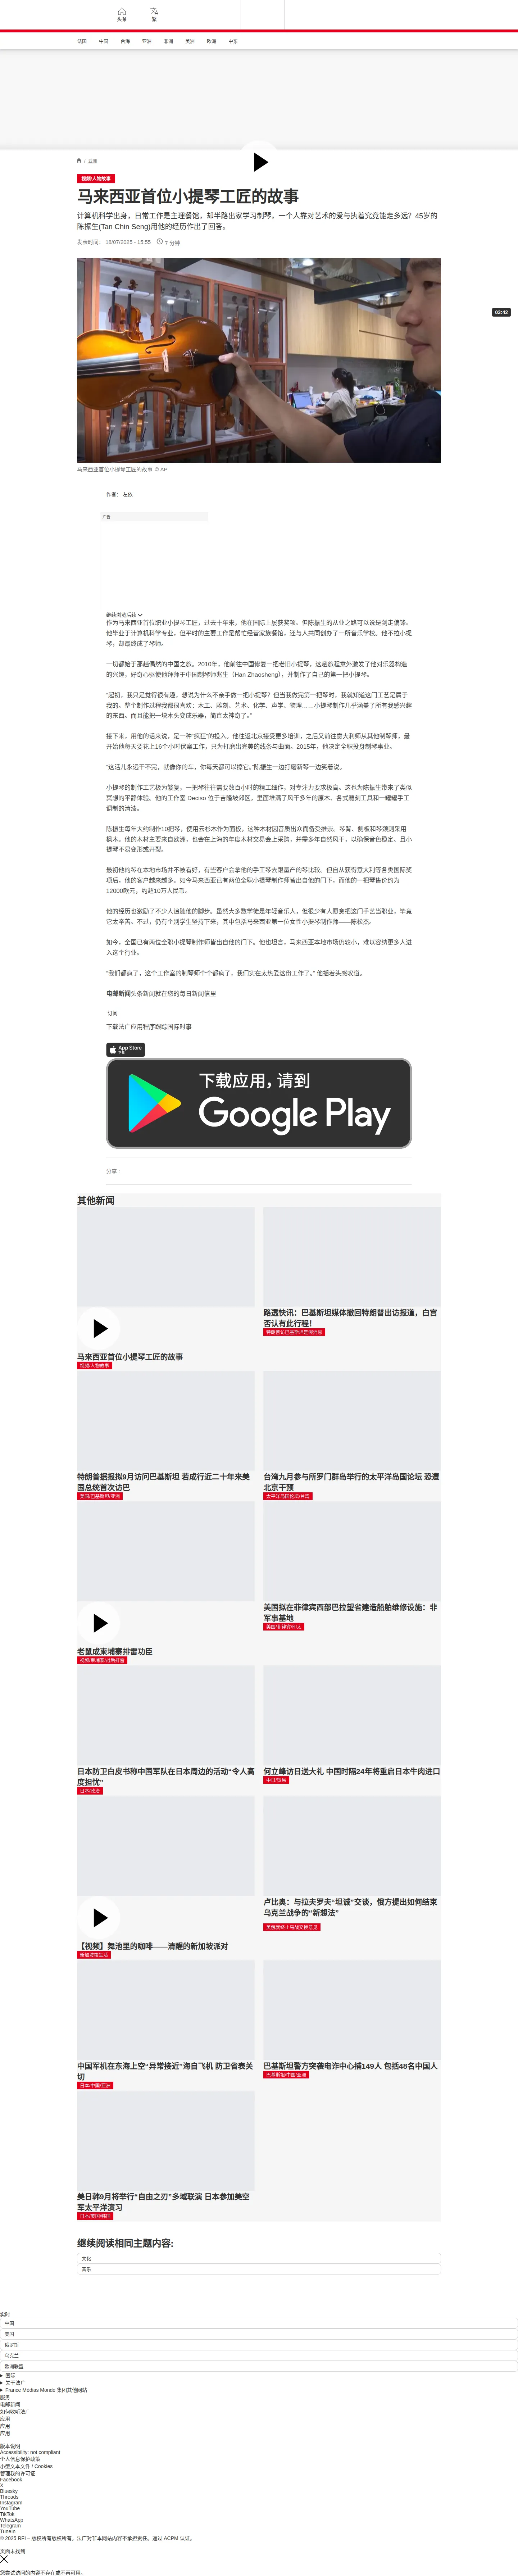 头条
繁
法国
中国
台海
亚洲
非洲
美洲
欧洲
中东
/ 亚洲
视频/人物故事
马来西亚首位小提琴工匠的故事
计算机科学出身，日常工作是主理餐馆，却半路出家学习制琴，一个人靠对艺术的爱与执着究竟能走多远？45岁的
陈振生(Tan Chin Seng)用他的经历作出了回答。
发表时间： 18/07/2025 - 15:55
7 分钟
03:42
马来西亚首位小提琴工匠的故事 © AP
作者： 左依
广告
继续浏览后续
作为马来西亚首位职业小提琴工匠，过去十年来，他在国际上屡获奖项。但陈振生的从业之路可以说是剑走偏锋。
他毕业于计算机科学专业，但平时的主要工作是帮忙经营家族餐馆，还与人共同创办了一所音乐学校。他不拉小提
琴，却最终成了琴师。
一切都始于那趟偶然的中国之旅。2010年，他前往中国修复一把老旧小提琴，这趟旅程意外激发了他对乐器构造
的兴趣，好奇心驱使他拜师于中国制琴师兆生（Han Zhaosheng），并制作了自己的第一把小提琴。
“起初，我只是觉得很有趣，想说为什么不亲手做一把小提琴？但当我做完第一把琴时，我就知道这门工艺是属于
我的。整个制作过程我都很喜欢：木工、雕刻、艺术、化学、声学、物理……小提琴制作几乎涵盖了所有我感兴趣
的东西。而且能把一块木头变成乐器，简直太神奇了。”
接下来，用他的话来说，是一种“疯狂”的投入。他往返北京接受更多培训，之后又前往意大利师从其他制琴师，最
开始他每天要花上16个小时伏案工作，只为打磨出完美的线条与曲面。2015年，他决定全职投身制琴事业。
“这活儿永远干不完，就像你的车，你每天都可以擦它。”陈振生一边打磨新琴一边笑着说。
小提琴的制作工艺极为繁复，一把琴往往需要数百小时的精工细作，对专注力要求极高。这也为陈振生带来了类似
冥想的平静体验。他的工作室 Deciso 位于吉隆坡郊区，里面堆满了风干多年的原木、各式雕刻工具和一罐罐手工
调制的清漆。
陈振生每年大约制作10把琴，使用云杉木作为面板，这种木材因音质出众而备受推崇。琴背、侧板和琴颈则采用
枫木。他的木材主要来自欧洲，也会在上海的年度木材交易会上采购，并需多年自然风干，以确保音色稳定、且小
提琴不易变形或开裂。
最初他的琴在本地市场并不被看好，有些客户会拿他的手工琴去跟量产的琴比较。但自从获得意大利等各类国际奖
项后，他的客户越来越多。如今马来西亚已有两位全职小提琴制作师皆出自他的门下，而他的一把琴售价约为
12000欧元，约超10万人民币。
他的经历也激励了不少人追随他的脚步。虽然大多数学徒是年轻音乐人，但很少有人愿意把这门手艺当职业，毕竟
它太辛苦。不过，仍有个别学生坚持下来，其中包括马来西亚第一位女性小提琴制作师——陈松杰。
如今，全国已有两位全职小提琴制作师皆出自他的门下。他也坦言，马来西亚本地市场仍较小，难以容纳更多人进
入这个行业。
“我们都疯了，这个工作室的制琴师个个都疯了，我们实在太热爱这份工作了。” 他摇着头感叹道。
电邮新闻头条新闻就在您的每日新闻信里
订阅
下载法广应用程序跟踪国际时事
App Store
下载
下载应用，请到
Google Play
分享 :
其他新闻
马来西亚首位小提琴工匠的故事
视频/人物故事
路透快讯：巴基斯坦媒体撤回特朗普出访报道，白宫
否认有此行程！
特朗普访巴基斯坦签报消息
特朗普据报拟9月访问巴基斯坦 若成行近二十年来美
国总统首次访巴
美国/巴基斯坦/亚洲
台湾九月参与所罗门群岛举行的太平洋岛国论坛 恐遭
北京干预
太平洋岛国论坛/台湾
老鼠成柬埔寨排雷功臣
视频/柬埔寨/战后排雷
美国拟在菲律宾西部巴拉望省建造船舶维修设施：非
军事基地
美国/菲律宾/印太
日本防卫白皮书称中国军队在日本周边的活动“令人高
度担忧”
日本/政治
何立峰访日送大礼 中国时隔24年将重启日本牛肉进口
中日/贸易
【视频】舞池里的咖啡——清醒的新加坡派对
新加坡夜生活
卢比奥：与拉夫罗夫“坦诚”交谈，俄方提出如何结束
乌克兰战争的“新想法”
中国军机在东海上空“异常接近”海自飞机 防卫省表关
切
日本/中国/亚洲
巴基斯坦警方突袭电诈中心捕149人 包括48名中国人
巴基斯坦/中国/亚洲
美日韩9月将举行“自由之刃”多域联演 日本参加美空
军太平洋演习
日本/美国/韩国
继续阅读相同主题内容:
文化
音乐
实时
中国
美国
俄罗斯
乌克兰
欧洲联盟
国际
关于法广
France Médias Monde 集团其他网站
服务
电邮新闻
如何收听法广
应用
应用
应用
版本说明
Accessibility: not compliant
个人信息保护政策
小型文本文件 / Cookies
管理我的许可证
Facebook
X
Bluesky
Threads
Instagram
YouTube
TikTok
WhatsApp
Telegram
TuneIn
© 2025 RFI – 版权所有版权所有。法广对非本网站内容不承担责任。通过 ACPM 认证。
页面未找到
您尝试访问的内容不存在或不再可用。